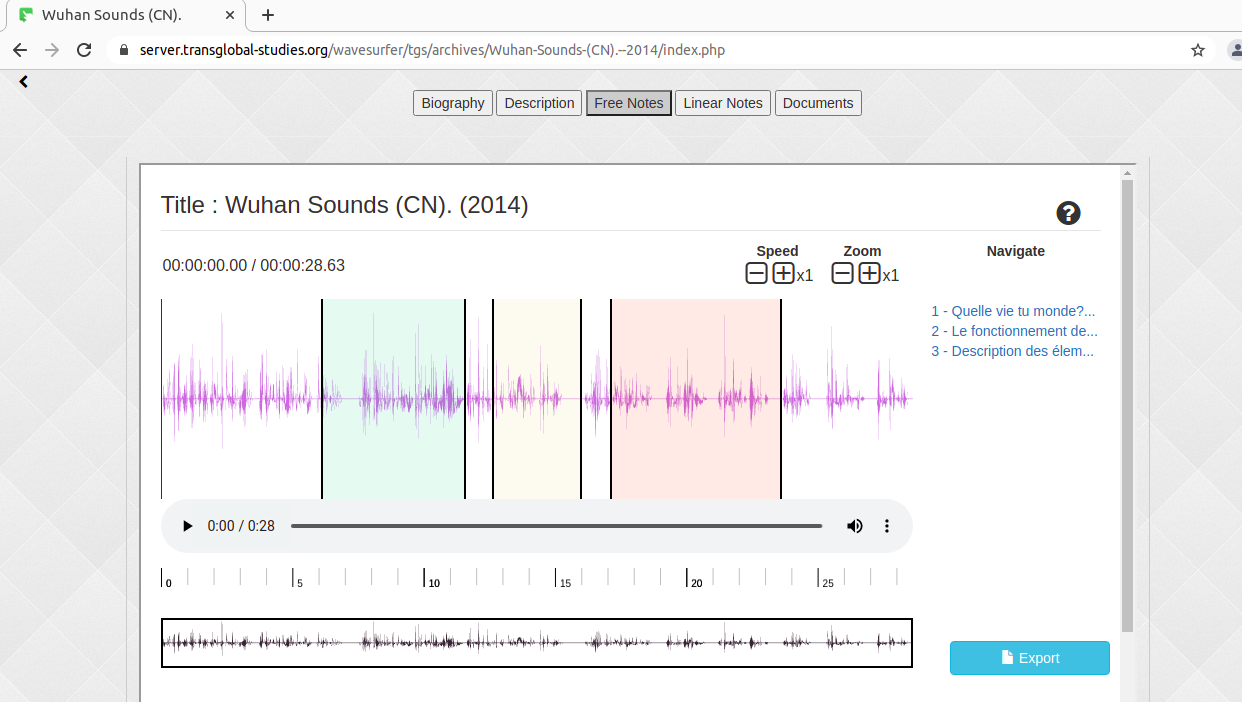 Wuhan Sounds (CN).
server.transglobal-studies.org/wavesurfer/tgs/archives/Wuhan-Sounds-(CN).--2014/index.php
Biography Description Free Notes Linear Notes Documents
Title : Wuhan Sounds (CN). (2014)
Speed Zoom Navigate
00:00:00.00 / 00:00:28.63
x1 x1
1 - Quelle vie tu monde?...
2 - Le fonctionnement de...
3 - Description des élem...
0:00 / 0:28
0 5 10 15 20 25
Export